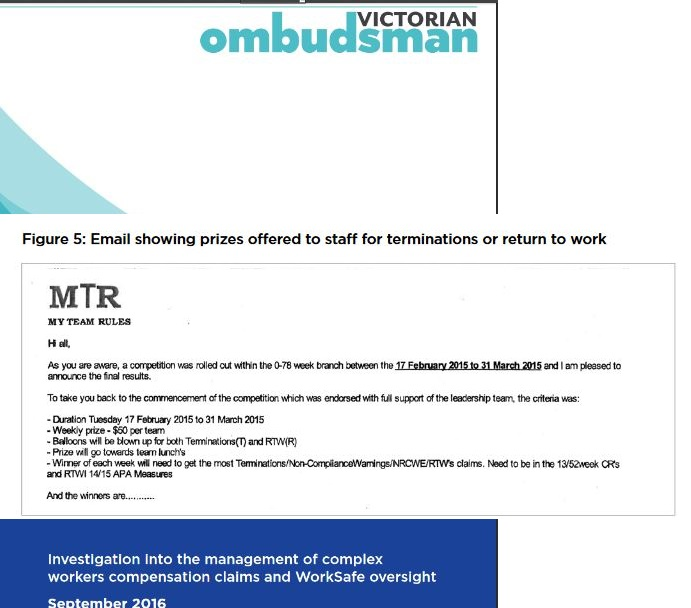 VICTORIAN
ombudsman
Figure 5: Email showing prizes offered to staff for terminations or return to work
MTR
MY TEAM RULES
Hi all,
As you are aware, a competition was rolled out within the 0-78 week branch between the 17 February 2015 to 31 March 2015 and I am pleased to
announce the final results.
To take you back to the commencement of the competition which was endorsed with full support of the leadership team, the criteria was:
- Duration Tuesday 17 February 2015 to 31 March 2015
- Weekly prize - $50 per team
- Balloons will be blown up for both Terminations(T) and RTW(R)
- Prize will go towards team lunch's
- Winner of each week will need to get the most Terminations/Non-ComplianceWarnings/NRCWE/RTW's claims. Need to be in the 13/52week CR's
and RTWI 14/15 APA Measures
And the winners are...........
Investigation into the management of complex
workers compensation claims and WorkSafe oversight
September 2016